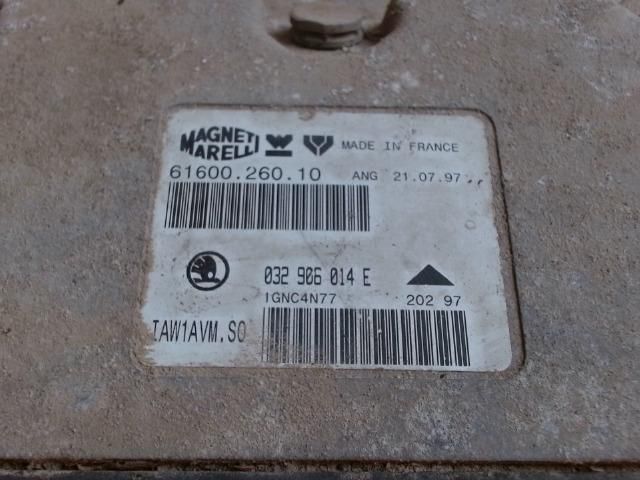 MAGNETI MARELLI MADE IN FRANCE
61600.260.10 ANG 21.07.97
032 906 014 E
IGNC4N77 202 97
IAW1AVM.S0